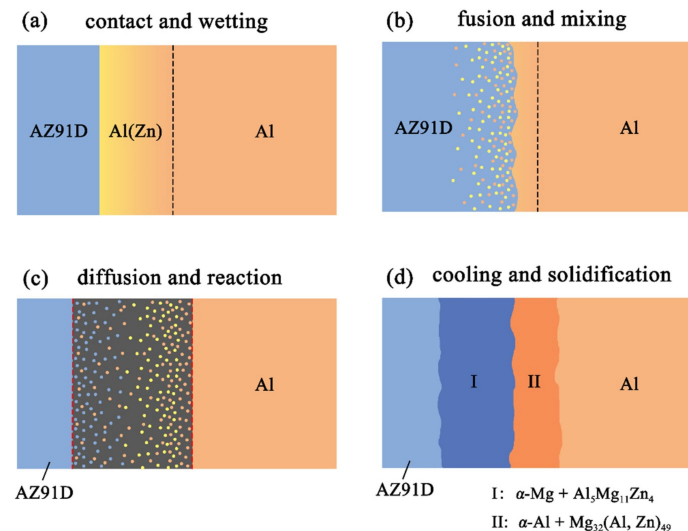 (a) contact and wetting
AZ91D
Al(Zn)
Al
(b) fusion and mixing
AZ91D
Al
(c) diffusion and reaction
Al
AZ91D
(d) cooling and solidification
I
II
Al
AZ91D
I: α-Mg + Al₅Mg₁₁Zn₄
II: α-Al + Mg₃₂(Al, Zn)₄₉